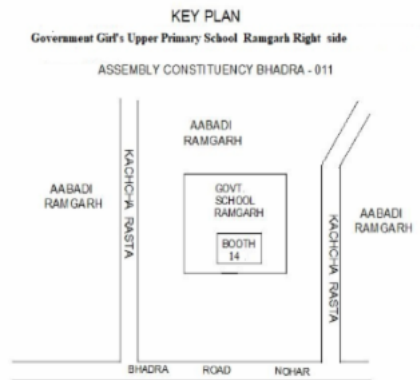 KEY PLAN
Government Girl's Upper Primary School Ramgarh Right side
ASSEMBLY CONSTITUENCY BHADRA - 011
AABADI
RAMGARH
KACHCHA RASTA
AABADI
RAMGARH
GOVT.
SCHOOL
RAMGARH
BOOTH
14
KACHCHA RASTA
AABADI
RAMGARH
BHADRA ROAD NOHAR